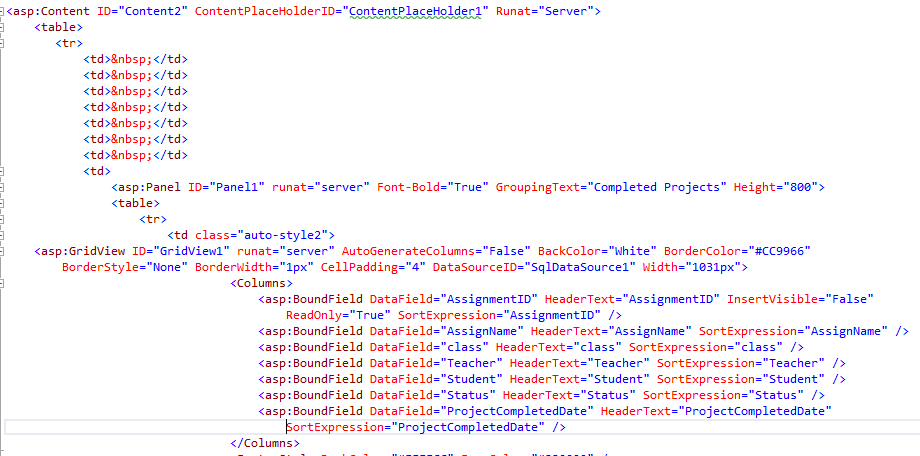 <asp:Content ID="Content2" ContentPlaceHolderID="ContentPlaceHolder1" Runat="Server">
<table>
<tr>
<td>&nbsp;</td>
<td>&nbsp;</td>
<td>&nbsp;</td>
<td>&nbsp;</td>
<td>&nbsp;</td>
<td>&nbsp;</td>
<td>&nbsp;</td>
<td>
<asp:Panel ID="Panel1" runat="server" Font-Bold="True" GroupingText="Completed Projects" Height="800">
<table>
<tr>
<td class="auto-style2">
<asp:GridView ID="GridView1" runat="server" AutoGenerateColumns="False" BackColor="White" BorderColor="#CC9966"
BorderStyle="None" BorderWidth="1px" CellPadding="4" DataSourceID="SqlDataSource1" Width="1031px">
<Columns>
<asp:BoundField DataField="AssignmentID" HeaderText="AssignmentID" InsertVisible="False"
ReadOnly="True" SortExpression="AssignmentID" />
<asp:BoundField DataField="AssignName" HeaderText="AssignName" SortExpression="AssignName" />
<asp:BoundField DataField="class" HeaderText="class" SortExpression="class" />
<asp:BoundField DataField="Teacher" HeaderText="Teacher" SortExpression="Teacher" />
<asp:BoundField DataField="Student" HeaderText="Student" SortExpression="Student" />
<asp:BoundField DataField="Status" HeaderText="Status" SortExpression="Status" />
<asp:BoundField DataField="ProjectCompletedDate" HeaderText="ProjectCompletedDate"
SortExpression="ProjectCompletedDate" />
</Columns>